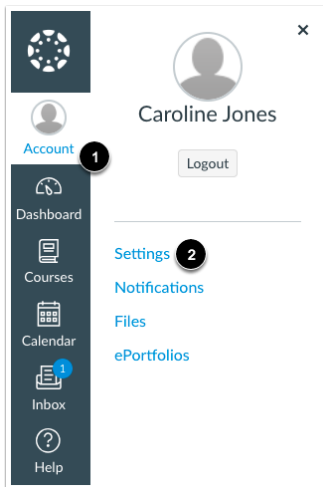 ×
Caroline Jones
Logout
Account
1
Dashboard
Courses
Calendar
1
Inbox
Help
Settings
2
Notifications
Files
ePortfolios